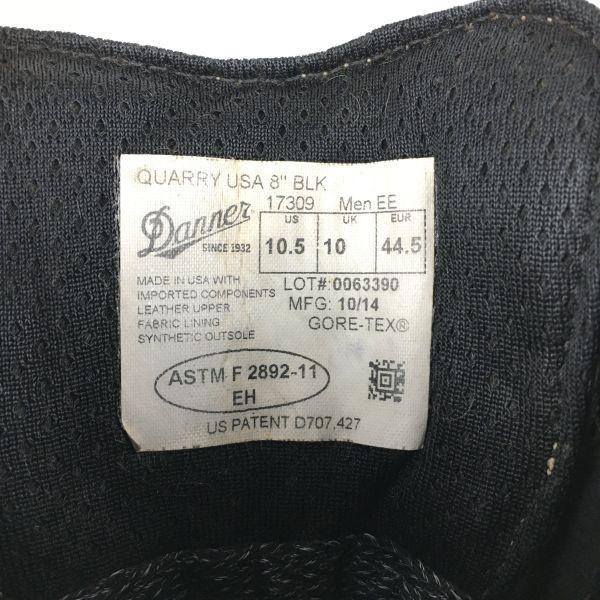 QUARRY USA 8" BLK
17309 Men EE
Danner
SINCE 1932
US UK EUR
10.5 10 44.5
MADE IN USA WITH
IMPORTED COMPONENTS
LEATHER UPPER
FABRIC LINING
SYNTHETIC OUTSOLE
LOT# 0063390
MFG: 10/14
GORE-TEX®
ASTM F 2892-11
EH
US PATENT D707,427